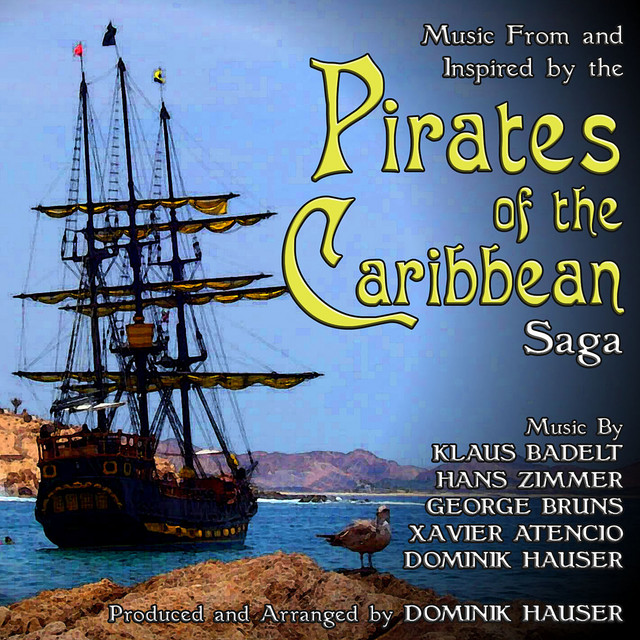 Music From and
Inspired by the
Pirates
of the
Caribbean
Saga
Music By
KLAUS BADELT
HANS ZIMMER
GEORGE BRUNS
XAVIER ATENCIO
DOMINIK HAUSER
Produced and Arranged by DOMINIK HAUSER